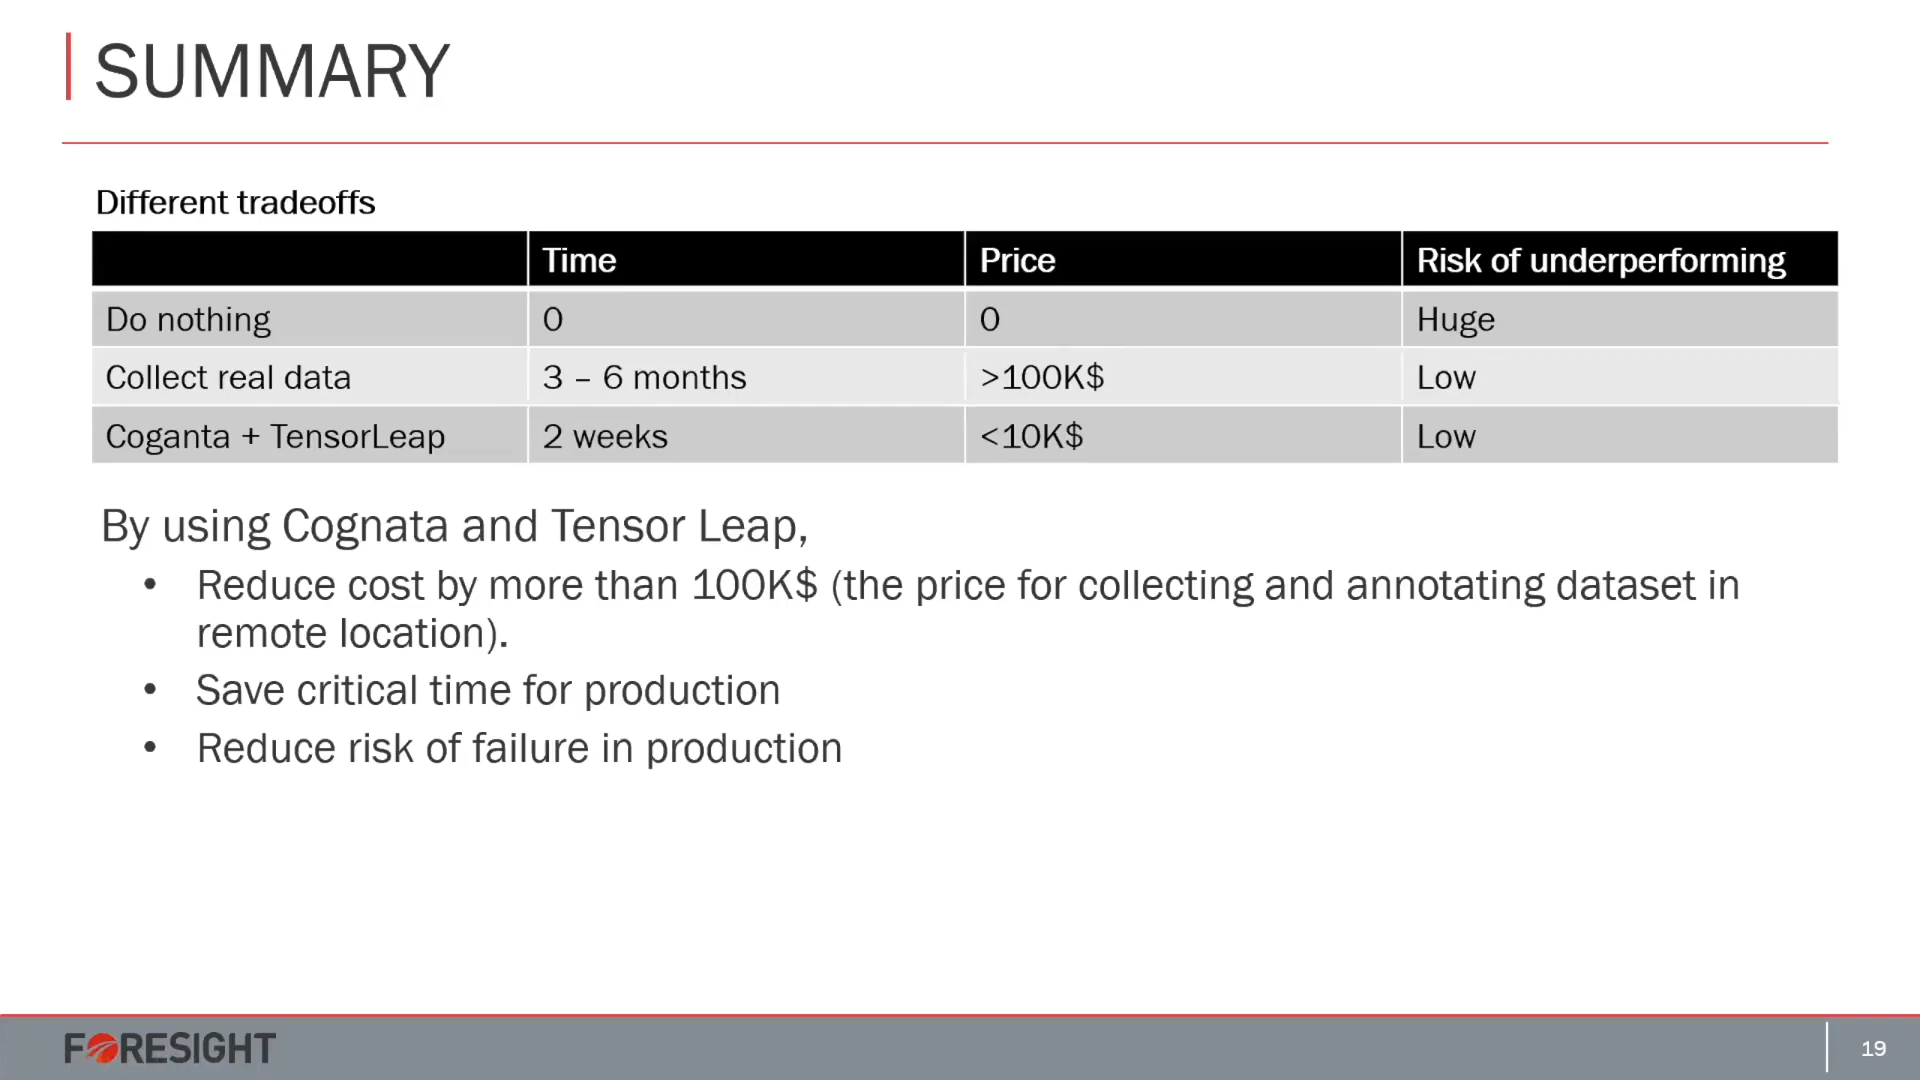 SUMMARY
Different tradeoffs
Time Price Risk of underperforming
Do nothing 0 0 Huge
Collect real data 3 – 6 months >100K$ Low
Coganta + TensorLeap 2 weeks <10K$ Low
By using Cognata and Tensor Leap,
• Reduce cost by more than 100K$ (the price for collecting and annotating dataset in
remote location).
• Save critical time for production
• Reduce risk of failure in production
FORESIGHT
19